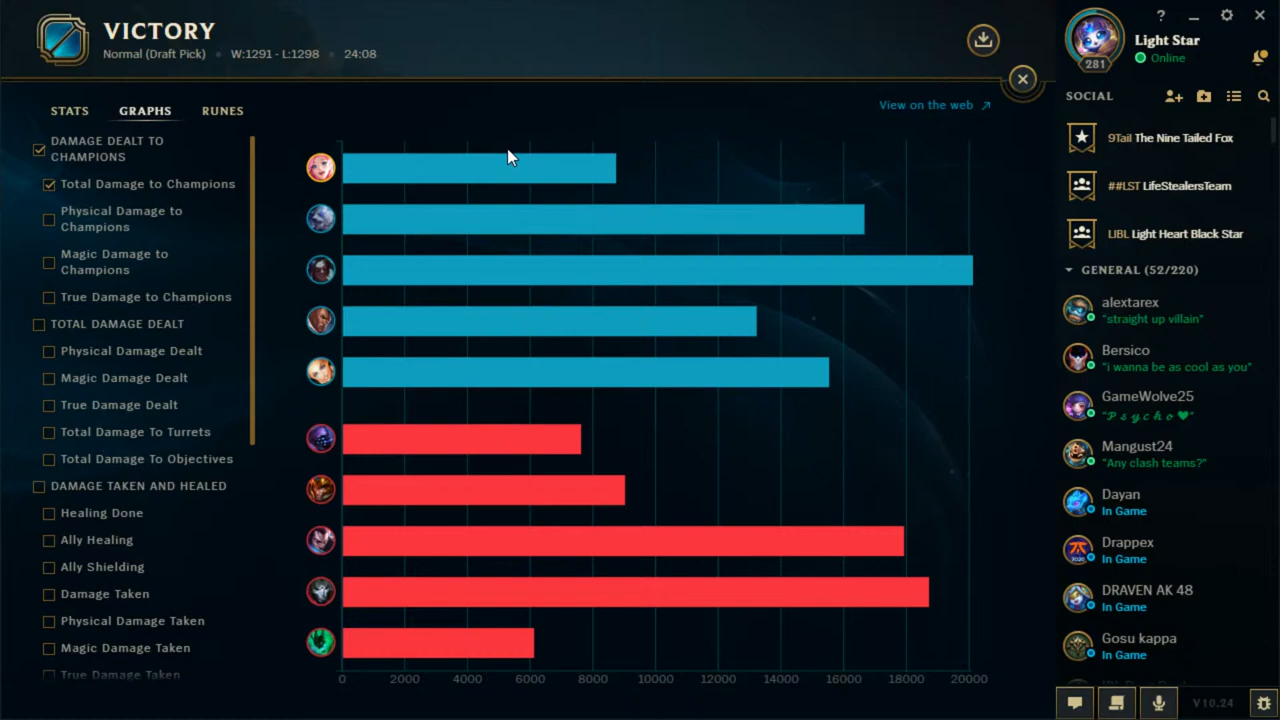 VICTORY
Normal (Draft Pick) • W:1291 - L:1298 • 24:08
STATS GRAPHS RUNES
View on the web
DAMAGE DEALT TO
CHAMPIONS
Total Damage to Champions
Physical Damage to
Champions
Magic Damage to
Champions
True Damage to Champions
TOTAL DAMAGE DEALT
Physical Damage Dealt
Magic Damage Dealt
True Damage Dealt
Total Damage To Turrets
Total Damage To Objectives
DAMAGE TAKEN AND HEALED
Healing Done
Ally Healing
Ally Shielding
Damage Taken
Physical Damage Taken
Magic Damage Taken
True Damage Taken
0 2000 4000 6000 8000 10000 12000 14000 16000 18000 20000
?
281
Light Star
Online
SOCIAL
9Tail The Nine Tailed Fox
##LST LifeStealersTeam
LIBL Light Heart Black Star
GENERAL (52/220)
alextarex
"straight up villain"
Bersico
"i wanna be as cool as you"
GameWolve25
"𝓟 𝓼 𝔂 𝓬 𝓱 𝓸 ♥"
Mangust24
"Any clash teams?"
Dayan
In Game
Drappex
In Game
DRAVEN AK 48
In Game
Gosu kappa
In Game
V10.24